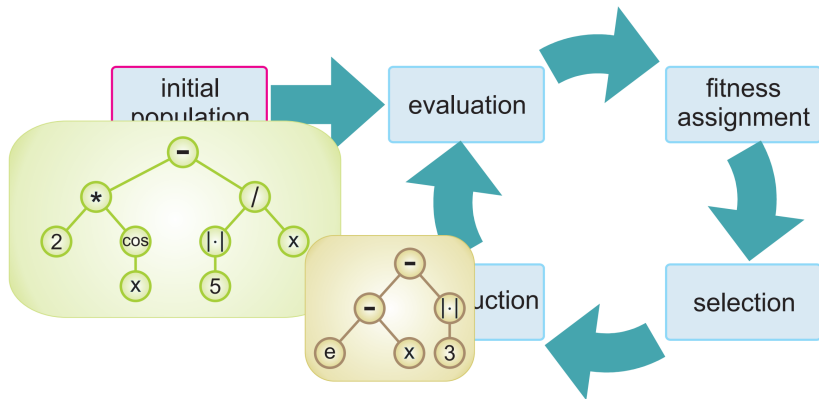 initial
population
evaluation
fitness
assignment
selection
uction
-
*
/
2
cos
|·|
x
x
5
-
-
|·|
e
x
3